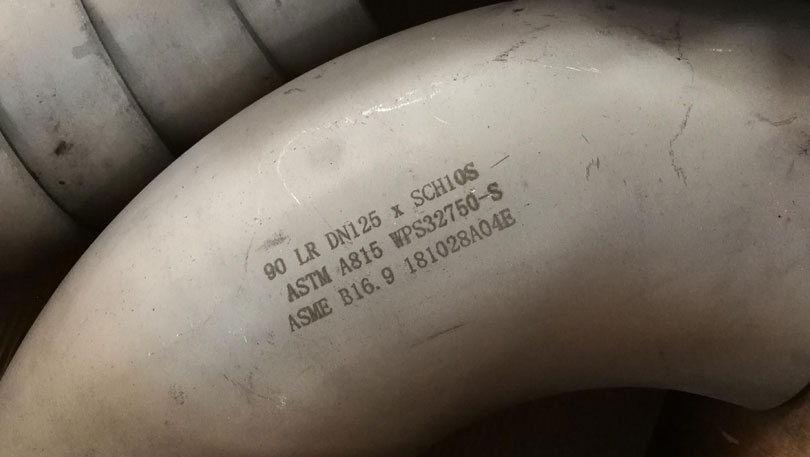 90 LR DN125 x SCH10S
ASTM A815 WPS32750-S
ASME B16.9 181028A04E